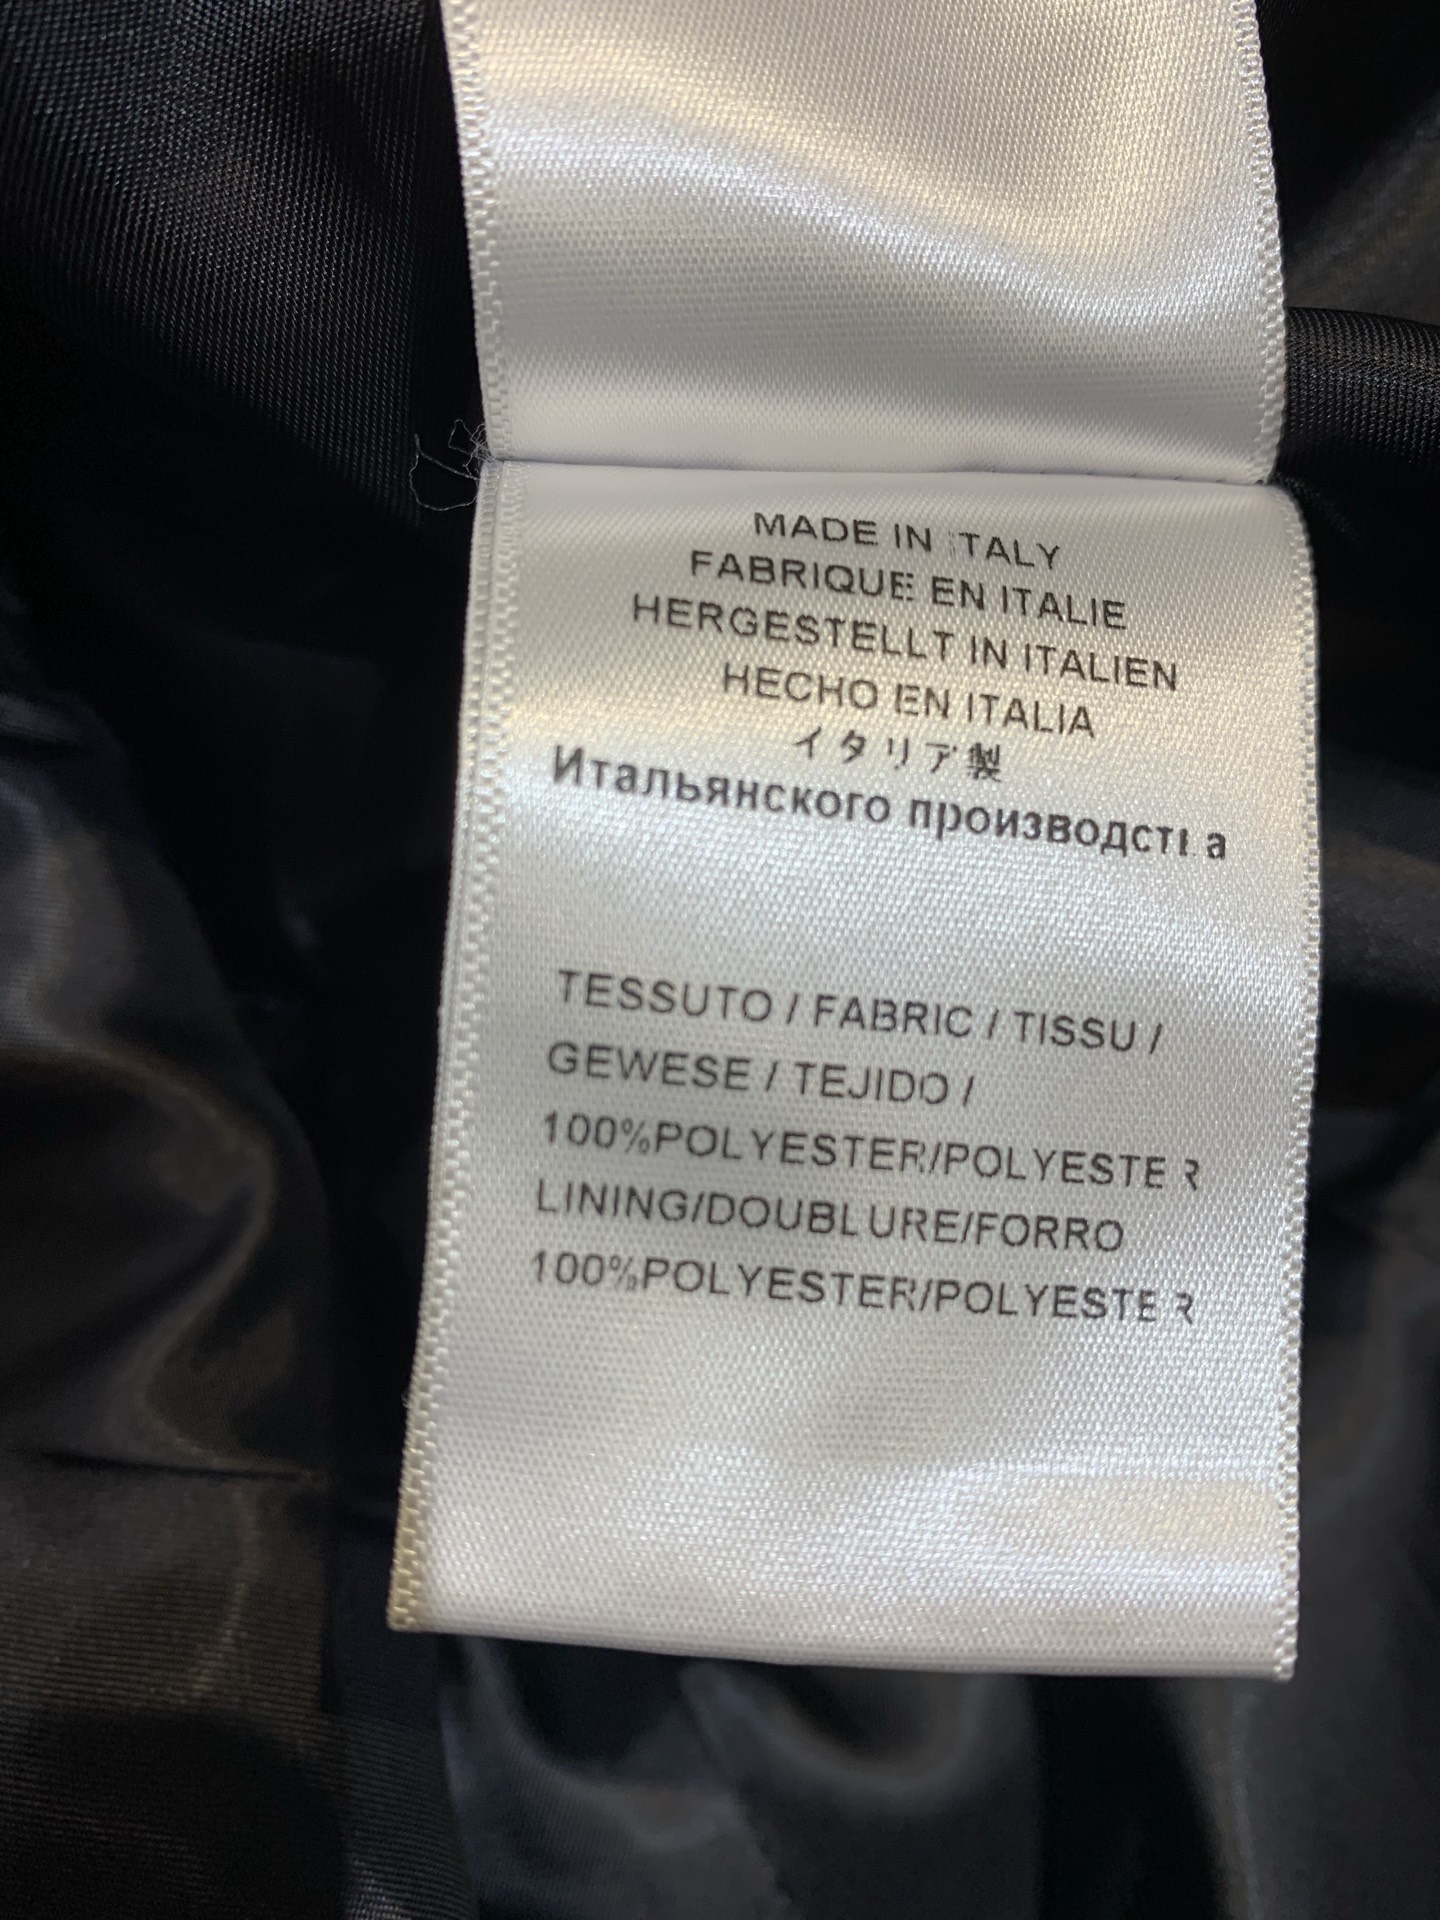 MADE IN ITALY
FABRIQUE EN ITALIE
HERGESTELLT IN ITALIEN
HECHO EN ITALIA
イタリア製
Итальянского производства
TESSUTO / FABRIC / TISSU /
GEWESE / TEJIDO /
100%POLYESTER/POLYESTER
LINING/DOUBLURE/FORRO
100%POLYESTER/POLYESTER